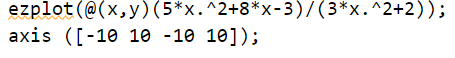 ezplot(@(x,y)(5*x.^2+8*x-3)/(3*x.^2+2));
axis ([-10 10 -10 10]);